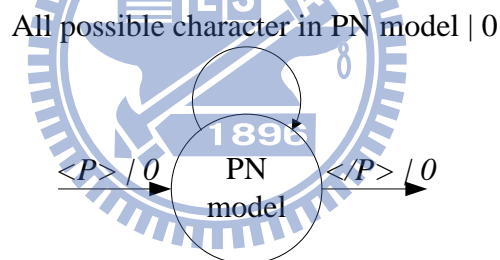 All possible character in PN model | 0
1896
<P> | 0
PN
model
</P> | 0